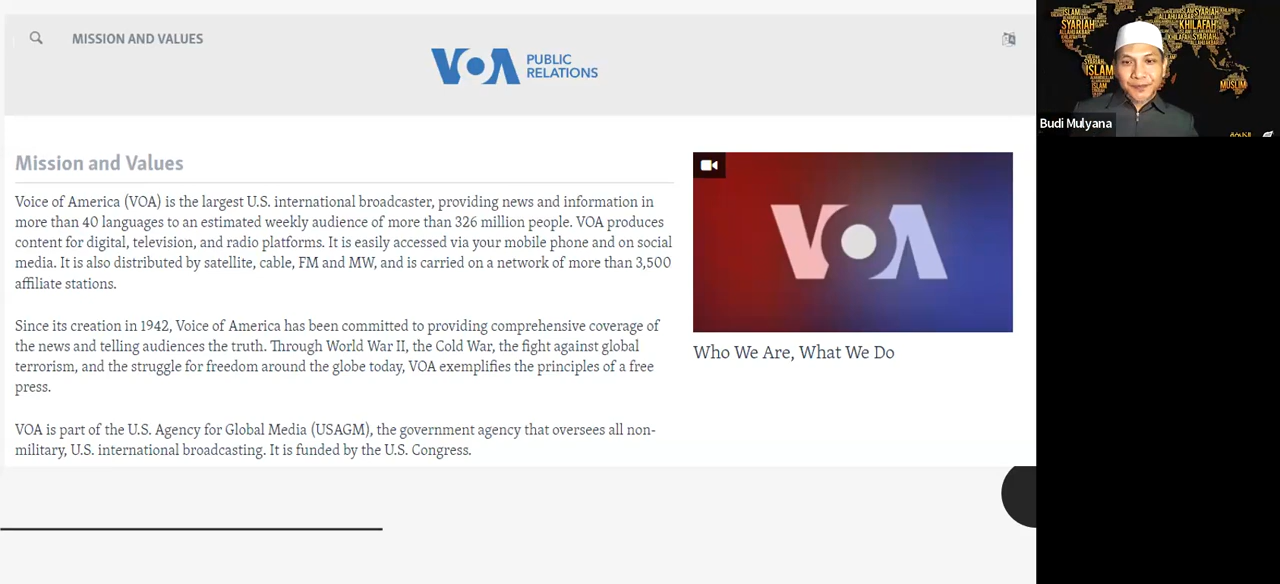 MISSION AND VALUES
VOA PUBLIC
RELATIONS
Mission and Values
Voice of America (VOA) is the largest U.S. international broadcaster, providing news and information in
more than 40 languages to an estimated weekly audience of more than 326 million people. VOA produces
content for digital, television, and radio platforms. It is easily accessed via your mobile phone and on social
media. It is also distributed by satellite, cable, FM and MW, and is carried on a network of more than 3,500
affiliate stations.
Since its creation in 1942, Voice of America has been committed to providing comprehensive coverage of
the news and telling audiences the truth. Through World War II, the Cold War, the fight against global
terrorism, and the struggle for freedom around the globe today, VOA exemplifies the principles of a free
press.
VOA is part of the U.S. Agency for Global Media (USAGM), the government agency that oversees all non-
military, U.S. international broadcasting. It is funded by the U.S. Congress.
VOA
Who We Are, What We Do
ISLAM
SYARIAH
ALLAHU AKBAR
ISLAM
SYARIAH
KHILAFAH
KHILAFAH SYARIAH
SYARIAH
ISLAM
MUSLIM
Budi Mulyana